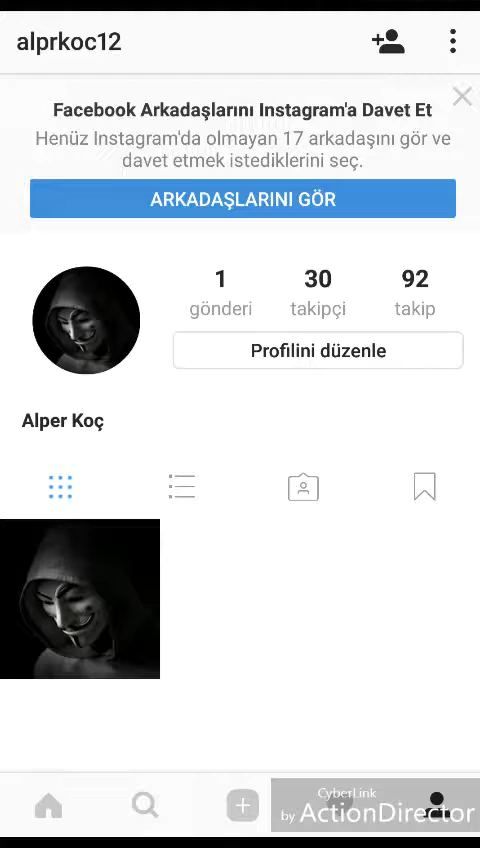 alprkoc12
Facebook Arkadaşlarını Instagram'a Davet Et
Henüz Instagram'da olmayan 17 arkadaşını gör ve
davet etmek istediklerini seç.
ARKADAŞLARINI GÖR
1 30 92
gönderi takipçi takip
Profilini düzenle
Alper Koç
CyberLink
by ActionDirector